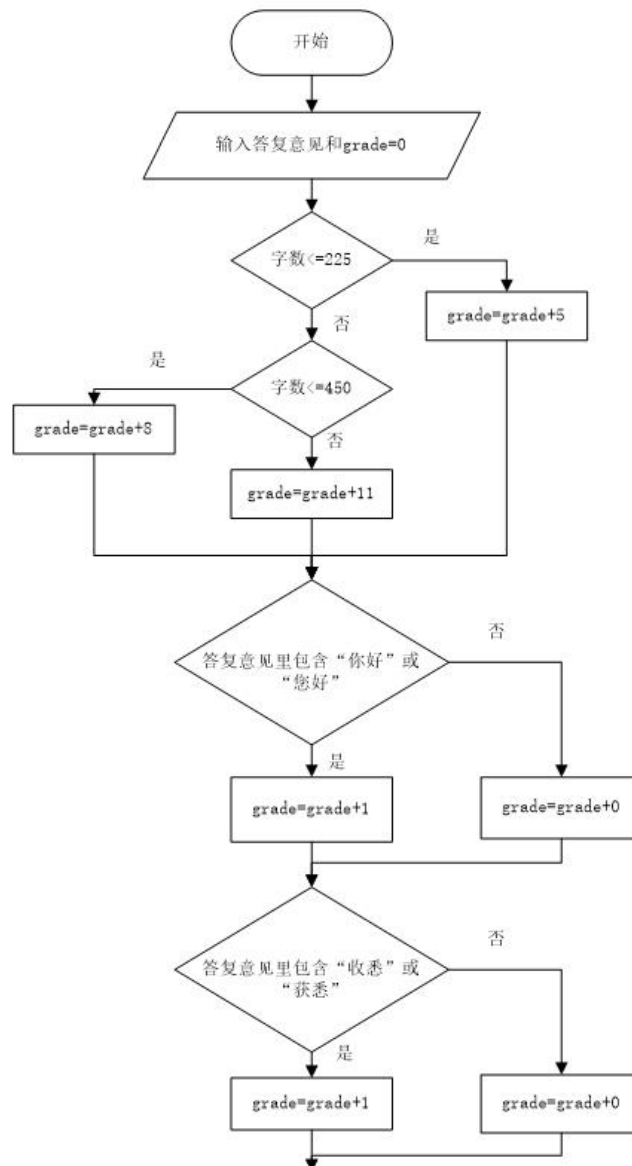 开始
输入答复意见和grade=0
字数<=225
是
grade=grade+5
否
是
字数<=450
grade=grade+8
否
grade=grade+11
否
答复意见里包含“你好”或
“您好”
是
grade=grade+1
grade=grade+0
否
答复意见里包含“收悉”或
“获悉”
是
grade=grade+1
grade=grade+0